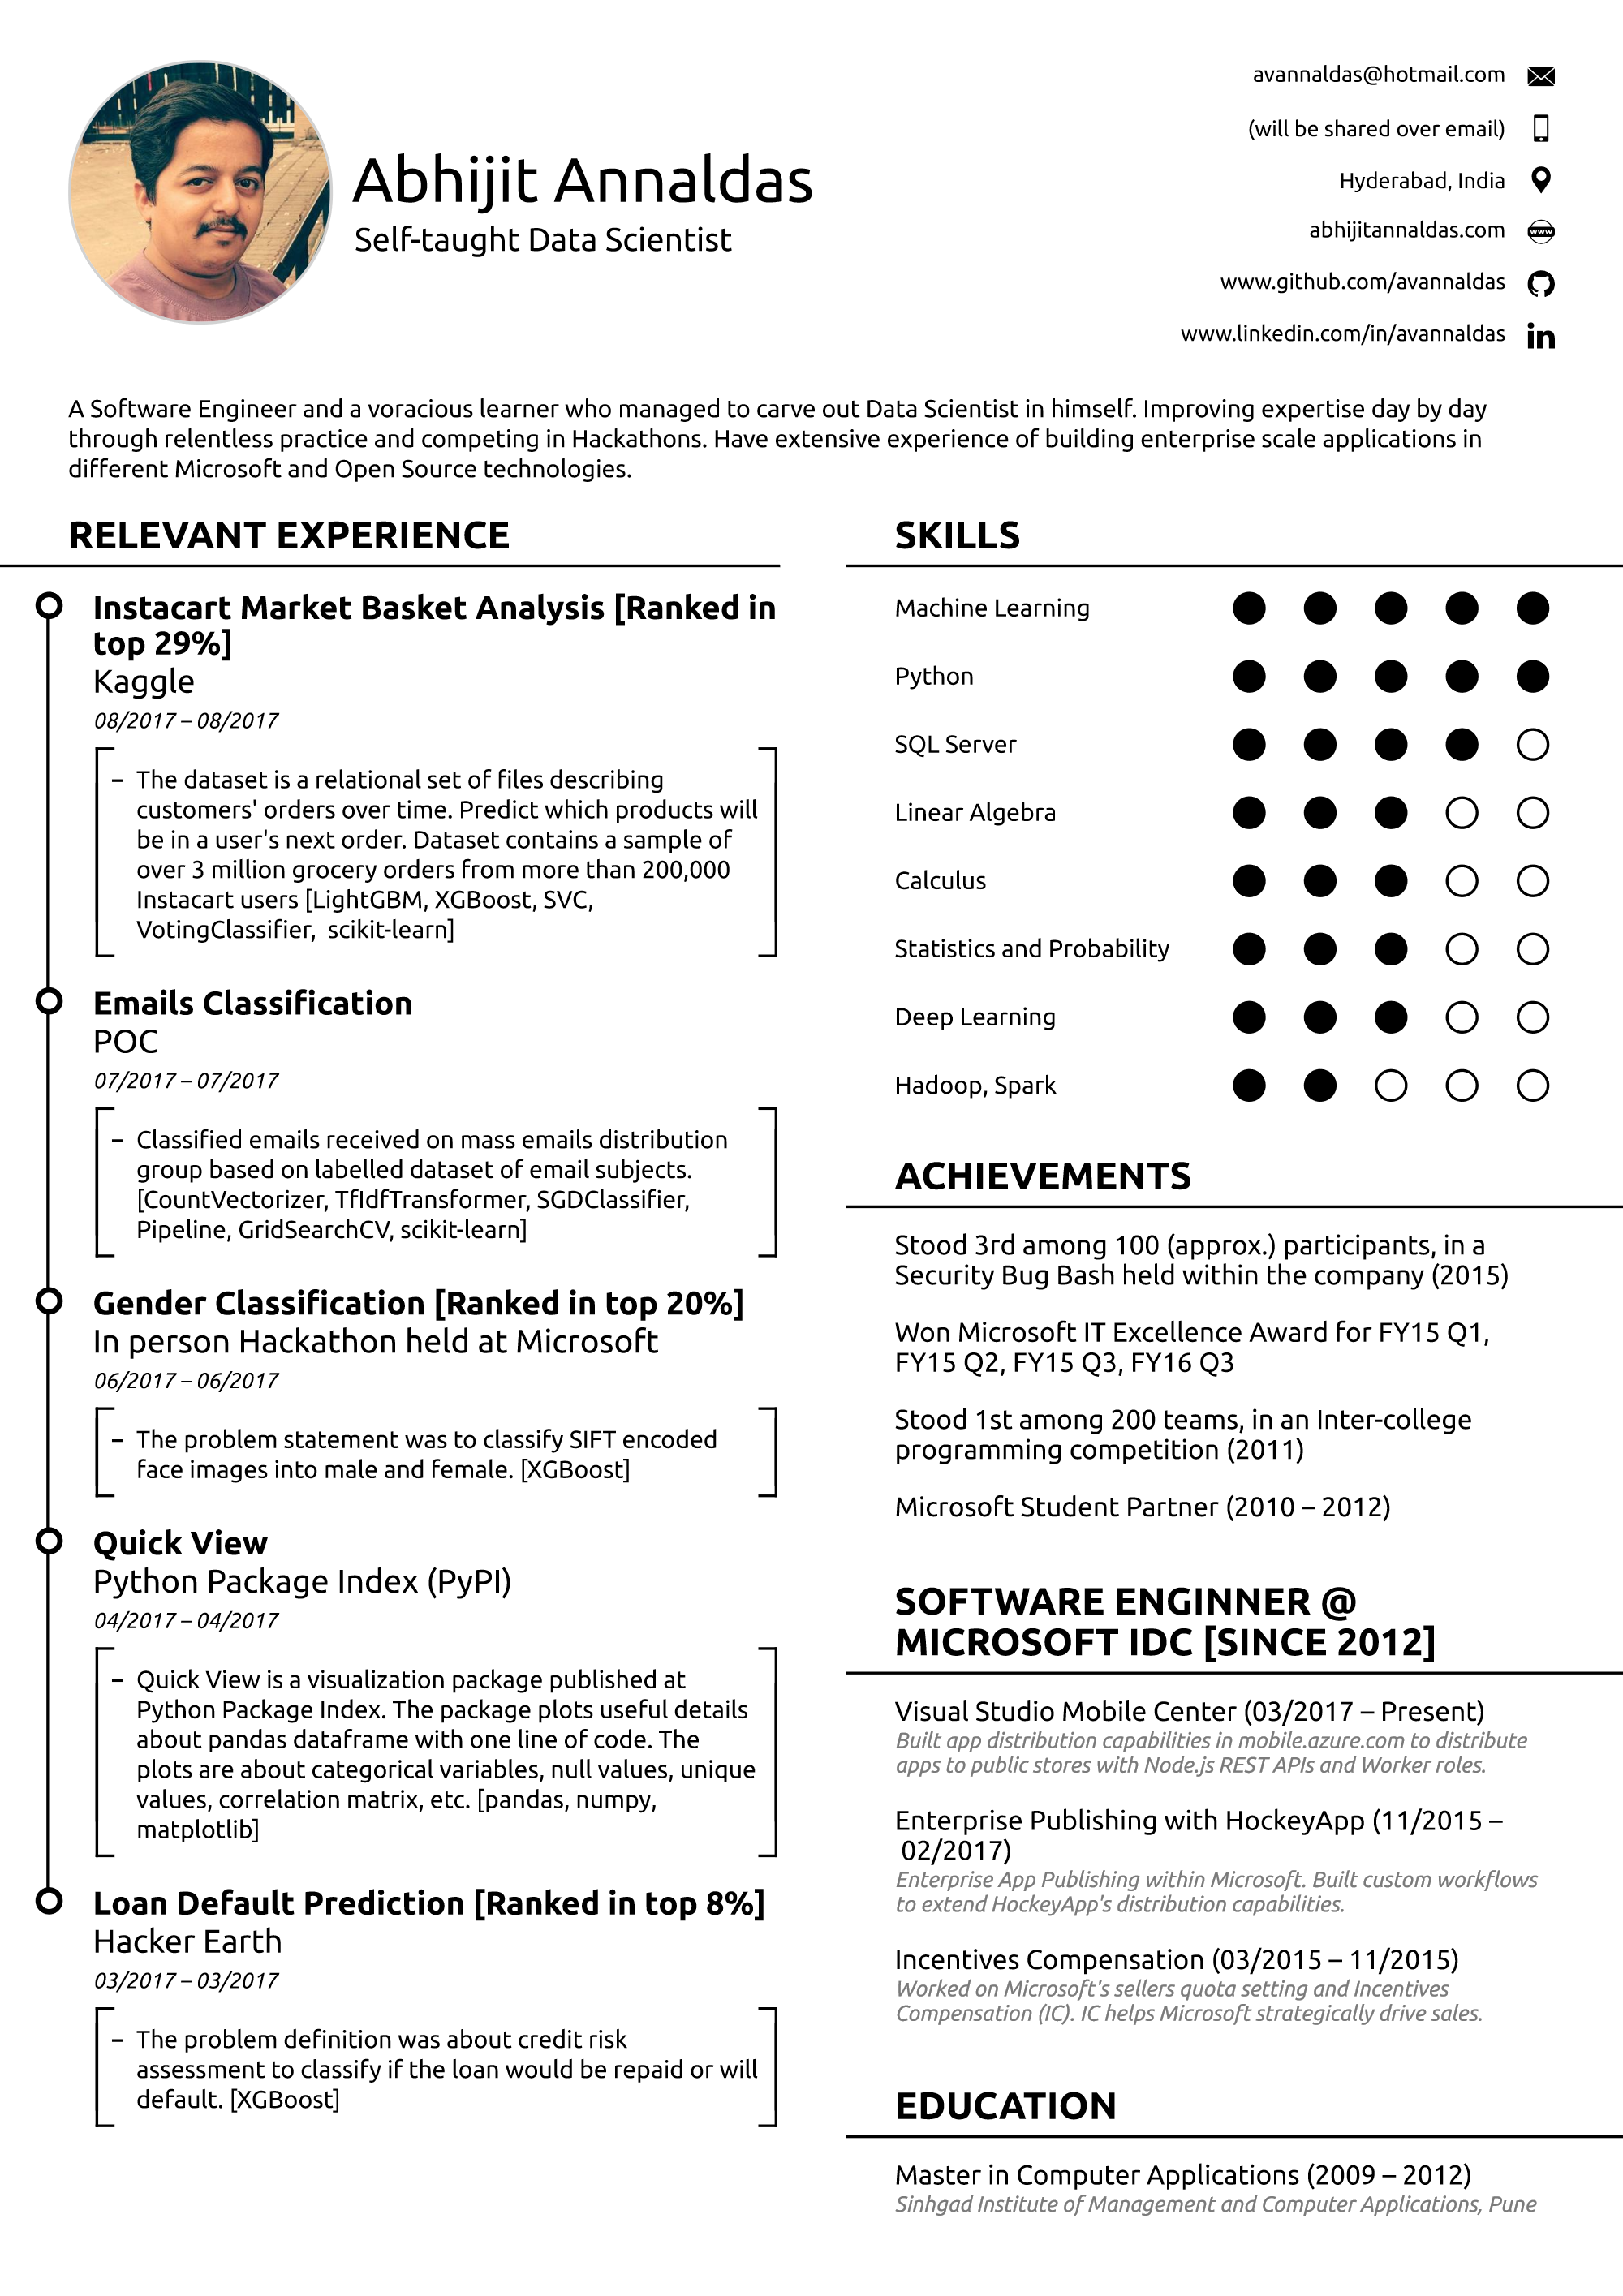 Abhijit Annaldas
Self-taught Data Scientist
avannaldas@hotmail.com
(will be shared over email)
Hyderabad, India
abhijitannaldas.com
www
www.github.com/avannaldas
www.linkedin.com/in/avannaldas
in
A Software Engineer and a voracious learner who managed to carve out Data Scientist in himself. Improving expertise day by day
through relentless practice and competing in Hackathons. Have extensive experience of building enterprise scale applications in
different Microsoft and Open Source technologies.
RELEVANT EXPERIENCE
Instacart Market Basket Analysis [Ranked in
top 29%]
Kaggle
08/2017 – 08/2017
– The dataset is a relational set of files describing
customers' orders over time. Predict which products will
be in a user's next order. Dataset contains a sample of
over 3 million grocery orders from more than 200,000
Instacart users [LightGBM, XGBoost, SVC,
VotingClassifier, scikit-learn]
Emails Classification
POC
07/2017 – 07/2017
– Classified emails received on mass emails distribution
group based on labelled dataset of email subjects.
[CountVectorizer, TfIdfTransformer, SGDClassifier,
Pipeline, GridSearchCV, scikit-learn]
Gender Classification [Ranked in top 20%]
In person Hackathon held at Microsoft
06/2017 – 06/2017
– The problem statement was to classify SIFT encoded
face images into male and female. [XGBoost]
Quick View
Python Package Index (PyPI)
04/2017 – 04/2017
– Quick View is a visualization package published at
Python Package Index. The package plots useful details
about pandas dataframe with one line of code. The
plots are about categorical variables, null values, unique
values, correlation matrix, etc. [pandas, numpy,
matplotlib]
Loan Default Prediction [Ranked in top 8%]
Hacker Earth
03/2017 – 03/2017
– The problem definition was about credit risk
assessment to classify if the loan would be repaid or will
default. [XGBoost]
SKILLS
Machine Learning
Python
SQL Server
Linear Algebra
Calculus
Statistics and Probability
Deep Learning
Hadoop, Spark
ACHIEVEMENTS
Stood 3rd among 100 (approx.) participants, in a
Security Bug Bash held within the company (2015)
Won Microsoft IT Excellence Award for FY15 Q1,
FY15 Q2, FY15 Q3, FY16 Q3
Stood 1st among 200 teams, in an Inter-college
programming competition (2011)
Microsoft Student Partner (2010 – 2012)
SOFTWARE ENGINNER @
MICROSOFT IDC [SINCE 2012]
Visual Studio Mobile Center (03/2017 – Present)
Built app distribution capabilities in mobile.azure.com to distribute
apps to public stores with Node.js REST APIs and Worker roles.
Enterprise Publishing with HockeyApp (11/2015 –
02/2017)
Enterprise App Publishing within Microsoft. Built custom workflows
to extend HockeyApp's distribution capabilities.
Incentives Compensation (03/2015 – 11/2015)
Worked on Microsoft's sellers quota setting and Incentives
Compensation (IC). IC helps Microsoft strategically drive sales.
EDUCATION
Master in Computer Applications (2009 – 2012)
Sinhgad Institute of Management and Computer Applications, Pune